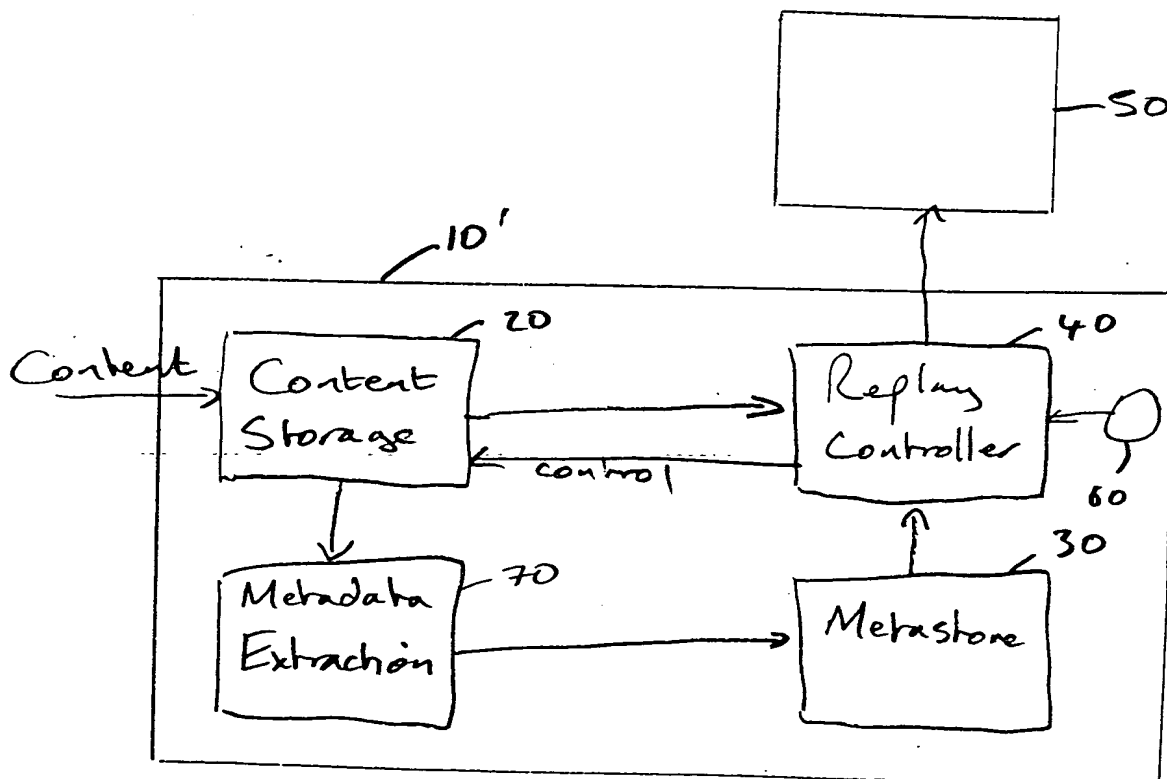 50
10'
20
40
Content
Content
Storage
Replay
Controller
control
60
30
70
Metadata
Extraction
Metastore